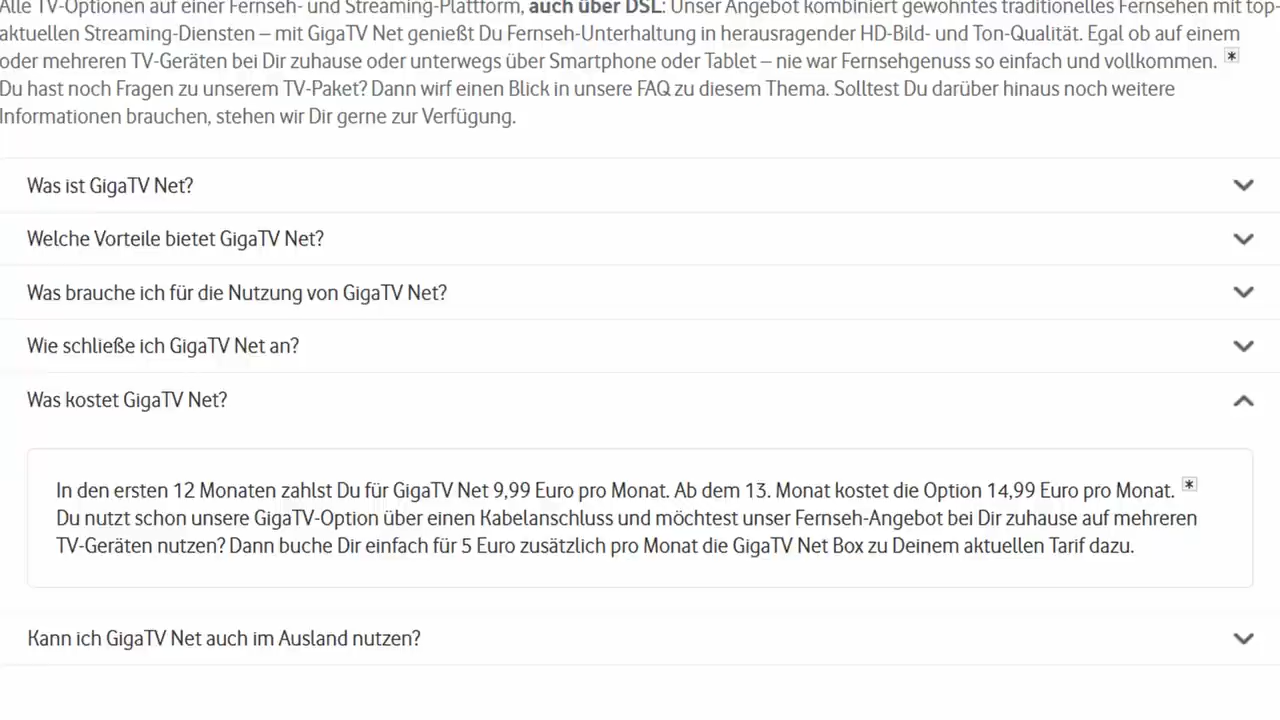 Alle TV-Optionen auf einer Fernseh- und Streaming-Plattform, auch über DSL: Unser Angebot kombiniert gewohntes traditionelles Fernsehen mit top-
aktuellen Streaming-Diensten – mit GigaTV Net genießt Du Fernseh-Unterhaltung in herausragender HD-Bild- und Ton-Qualität. Egal ob auf einem
oder mehreren TV-Geräten bei Dir zuhause oder unterwegs über Smartphone oder Tablet – nie war Fernsehgenuss so einfach und vollkommen. *
Du hast noch Fragen zu unserem TV-Paket? Dann wirf einen Blick in unsere FAQ zu diesem Thema. Solltest Du darüber hinaus noch weitere
Informationen brauchen, stehen wir Dir gerne zur Verfügung.
Was ist GigaTV Net?
Welche Vorteile bietet GigaTV Net?
Was brauche ich für die Nutzung von GigaTV Net?
Wie schließe ich GigaTV Net an?
Was kostet GigaTV Net?
In den ersten 12 Monaten zahlst Du für GigaTV Net 9,99 Euro pro Monat. Ab dem 13. Monat kostet die Option 14,99 Euro pro Monat. *
Du nutzt schon unsere GigaTV-Option über einen Kabelanschluss und möchtest unser Fernseh-Angebot bei Dir zuhause auf mehreren
TV-Geräten nutzen? Dann buche Dir einfach für 5 Euro zusätzlich pro Monat die GigaTV Net Box zu Deinem aktuellen Tarif dazu.
Kann ich GigaTV Net auch im Ausland nutzen?